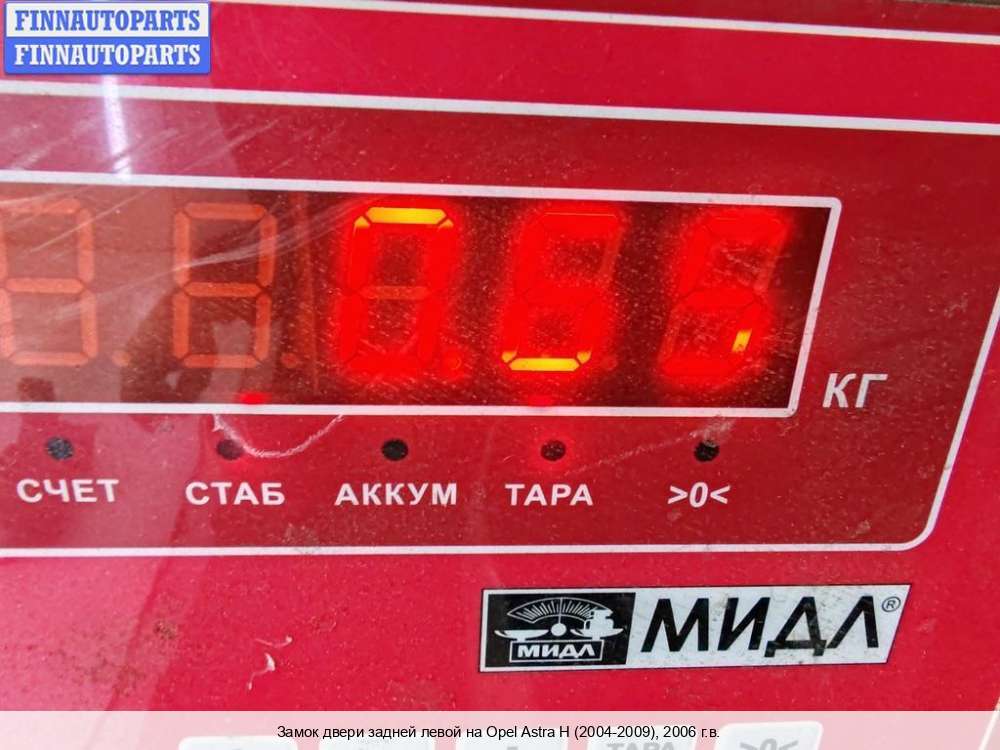 FINNAUTOPARTS
FINNAUTOPARTS
КГ
СЧЕТ СТАБ АККУМ ТАРА >0<
МИДЛ МИДЛ®
ТАРА >0<
Замок двери задней левой на Opel Astra H (2004-2009), 2006 г.в.